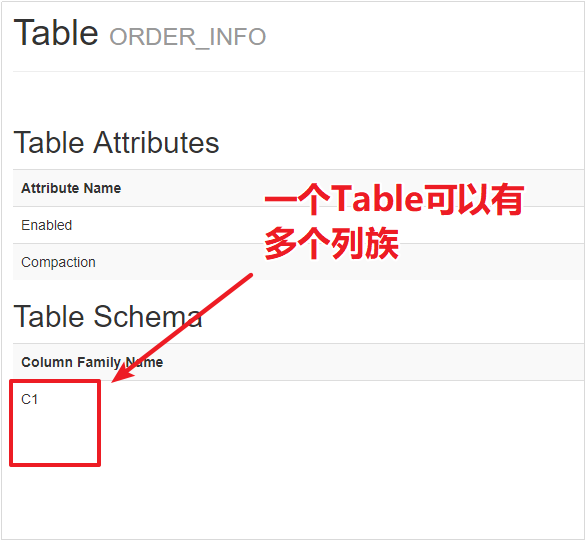 Table ORDER_INFO
Table Attributes
Attribute Name
一个Table可以有
多个列族
Enabled
Compaction
Table Schema
Column Family Name
C1